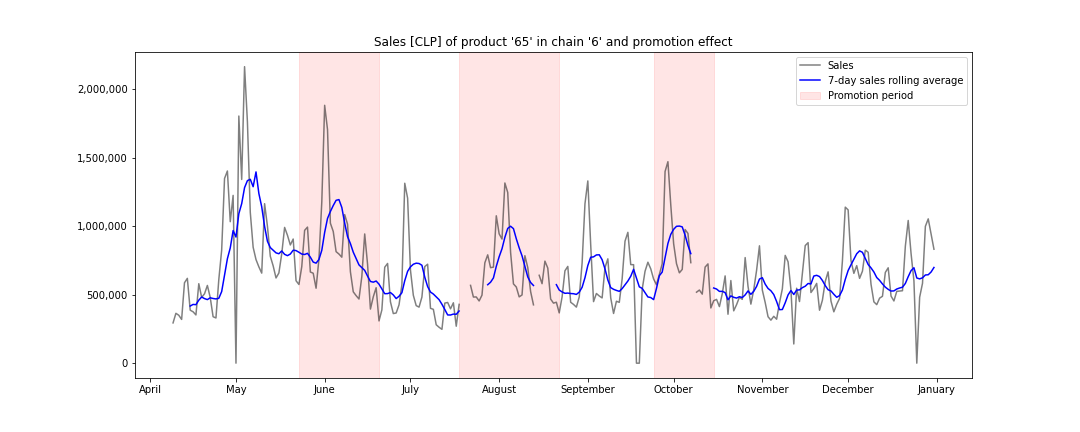 Sales [CLP] of product '65' in chain '6' and promotion effect
Sales
7-day sales rolling average
Promotion period
2,000,000
1,500,000
1,000,000
500,000
0
April May June July August September October November December January